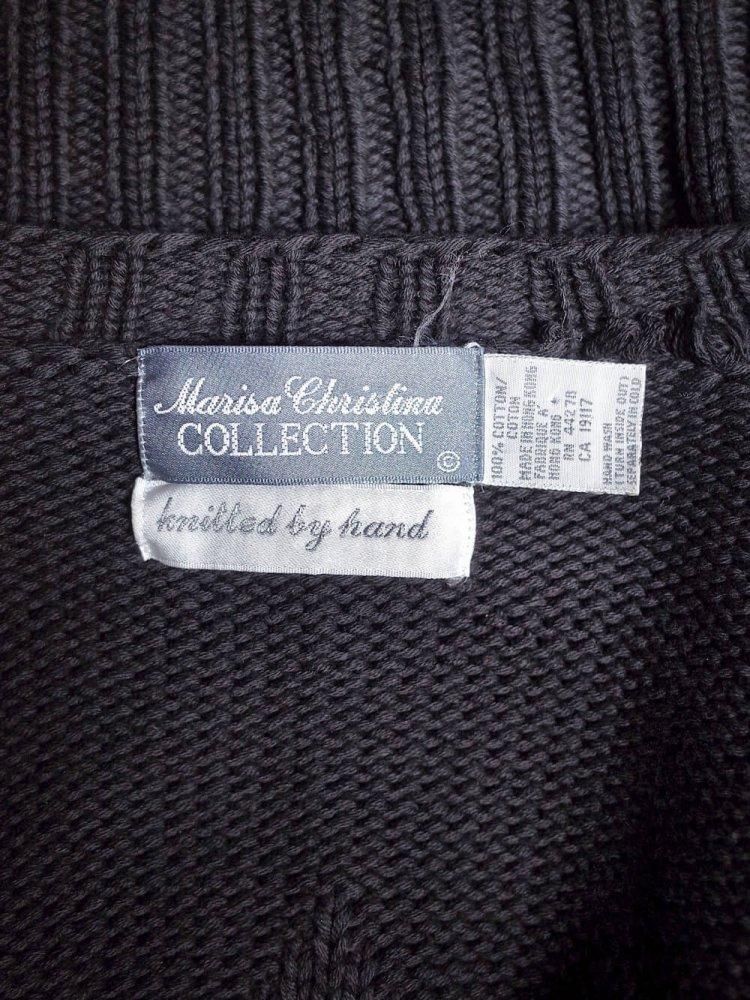 Marisa Christina
COLLECTION
©
knitted by hand
100% COTTON/
COTON
MADE IN HONG KONG
FABRIQUE A
HONG KONG
RN 44278
CA 19117
HAND WASH
(TURN INSIDE OUT)
SEPARATELY IN COLD